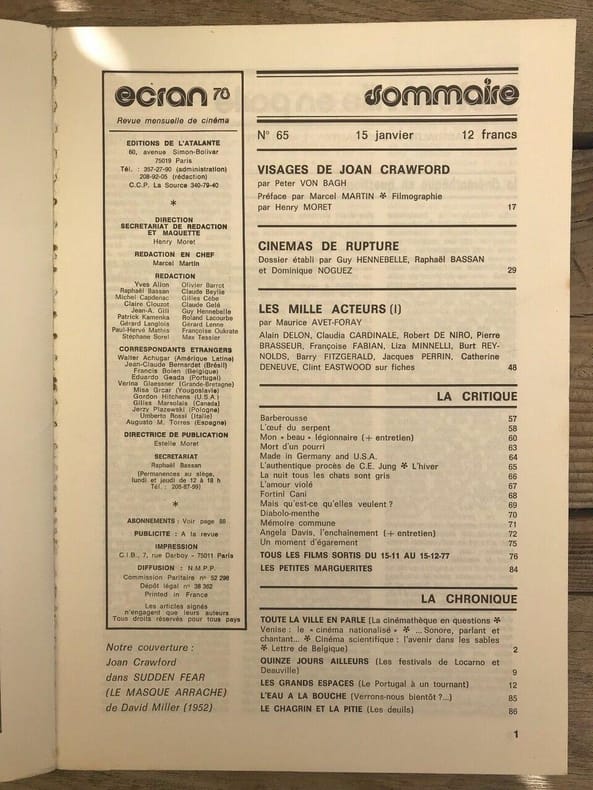 ecran 78
Revue mensuelle de cinéma
EDITIONS DE L'ATALANTE
60, avenue Simon-Bolivar
75019 Paris
Tél. : 357-27-90 (administration)
208-92-05 (rédaction)
C.C.P. La Source 340-79-40
*
DIRECTION
SECRETARIAT DE REDACTION
ET MAQUETTE
Henry Moret
REDACTION EN CHEF
Marcel Martin
REDACTION
Yves Alion Olivier Barrot
Raphaël Bassan Claude Beylie
Michel Capdenac Gilles Cèbe
Claire Clouzot Claude Gelé
Jean-A. Gili Guy Hennebelle
Patrick Kamenka Roland Lacourbe
Gérard Langlois Gérard Lenne
Paul-Hervé Mathis Françoise Oukrate
Stéphane Sorel Max Tessier
CORRESPONDANTS ETRANGERS
Walter Achugar (Amérique Latine)
Jean-Claude Bernardet (Brésil)
Francis Bolen (Belgique)
Eduardo Geada (Portugal)
Verina Glaessner (Grande-Bretagne)
Misa Grcar (Yougoslavie)
Gordon Hitchens (U.S.A.)
Gilles Marsolais (Canada)
Jerzy Plazewski (Pologne)
Umberto Rossi (Italie)
Augusto M. Torres (Espagne)
DIRECTRICE DE PUBLICATION
Estelle Moret
SECRETARIAT
Raphaël Bassan
(Permanences au siège,
lundi et jeudi de 12 à 18 h
Tél. : 208-87-99)
*
ABONNEMENTS : Voir page 88
PUBLICITE : A la revue
IMPRESSION
C.I.B., 7, rue Darboy - 75011 Paris
DIFFUSION : N.M.P.P.
Commission Paritaire n° 52 298
Dépôt légal n° 38 362
Printed in France
Les articles signés
n'engagent que leurs auteurs
Tous droits réservés pour tous pays
Notre couverture :
Joan Crawford
dans SUDDEN FEAR
(LE MASQUE ARRACHE)
de David Miller (1952)
sommaire
N° 65 15 janvier 12 francs
VISAGES DE JOAN CRAWFORD
par Peter VON BAGH
Préface par Marcel MARTIN * Filmographie
par Henry MORET 17
CINEMAS DE RUPTURE
Dossier établi par Guy HENNEBELLE, Raphaël BASSAN
et Dominique NOGUEZ 29
LES MILLE ACTEURS (I)
par Maurice AVET-FORAY
Alain DELON, Claudia CARDINALE, Robert DE NIRO, Pierre
BRASSEUR, Françoise FABIAN, Liza MINNELLI, Burt REY-
NOLDS, Barry FITZGERALD, Jacques PERRIN, Catherine
DENEUVE, Clint EASTWOOD sur fiches 48
LA CRITIQUE
Barberousse 57
L'œuf du serpent 58
Mon « beau » légionnaire (+ entretien) 60
Mort d'un pourri 63
Made in Germany and U.S.A. 64
L'authentique procès de C.E. Jung * L'hiver 65
La nuit tous les chats sont gris 66
L'amour violé 67
Fortini Cani 68
Mais qu'est-ce qu'elles veulent ? 69
Diabolo-menthe 70
Mémoire commune 71
Angela Davis, l'enchaînement (+ entretien) 72
Un moment d'égarement 75
TOUS LES FILMS SORTIS DU 15-11 AU 15-12-77 76
LES PETITES MARGUERITES 84
LA CHRONIQUE
TOUTE LA VILLE EN PARLE (La cinémathèque en questions *
Venise : le « cinéma nationalisé » * ... Sonore, parlant et
chantant... * Cinéma scientifique : l'avenir dans les sables
* Lettre de Belgique) 2
QUINZE JOURS AILLEURS (Les festivals de Locarno et
Deauville) 9
LES GRANDS ESPACES (Le Portugal à un tournant) 12
L'EAU A LA BOUCHE (Verrons-nous bientôt ?...) 85
LE CHAGRIN ET LA PITIE (Les deuils) 86
1